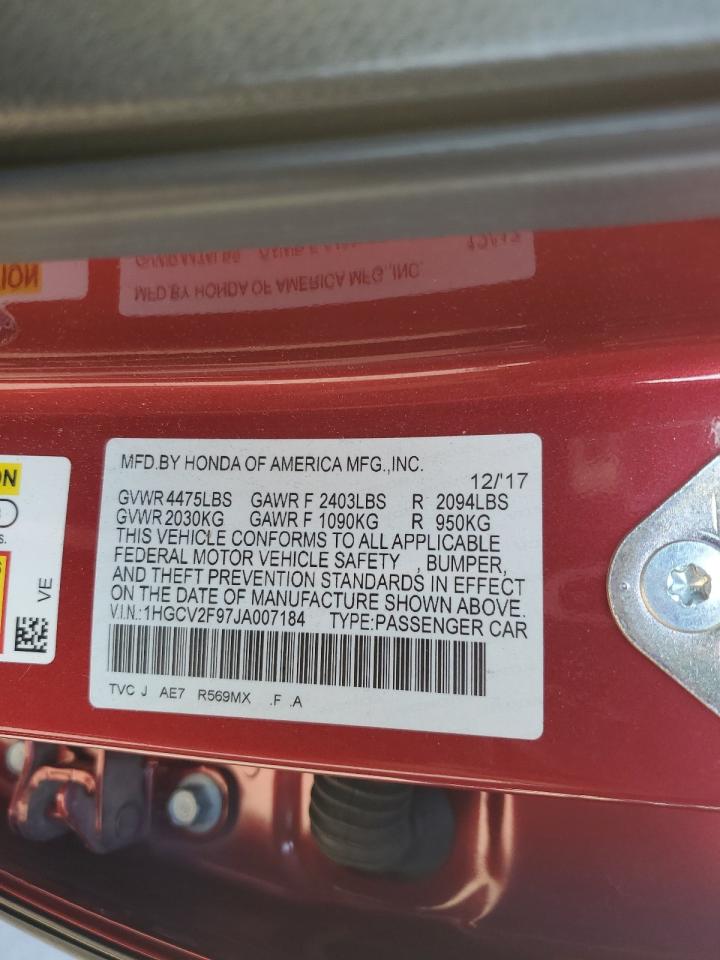 MFD.BY HONDA OF AMERICA MFG.,INC.
12/'17
GVWR 4475LBS GAWR F 2403LBS R 2094LBS
GVWR 2030KG GAWR F 1090KG R 950KG
THIS VEHICLE CONFORMS TO ALL APPLICABLE
FEDERAL MOTOR VEHICLE SAFETY , BUMPER,
AND THEFT PREVENTION STANDARDS IN EFFECT
ON THE DATE OF MANUFACTURE SHOWN ABOVE.
V.I.N.:1HGCV2F97JA007184 TYPE:PASSENGER CAR
TVC J AE7 R569MX .F .A
VE